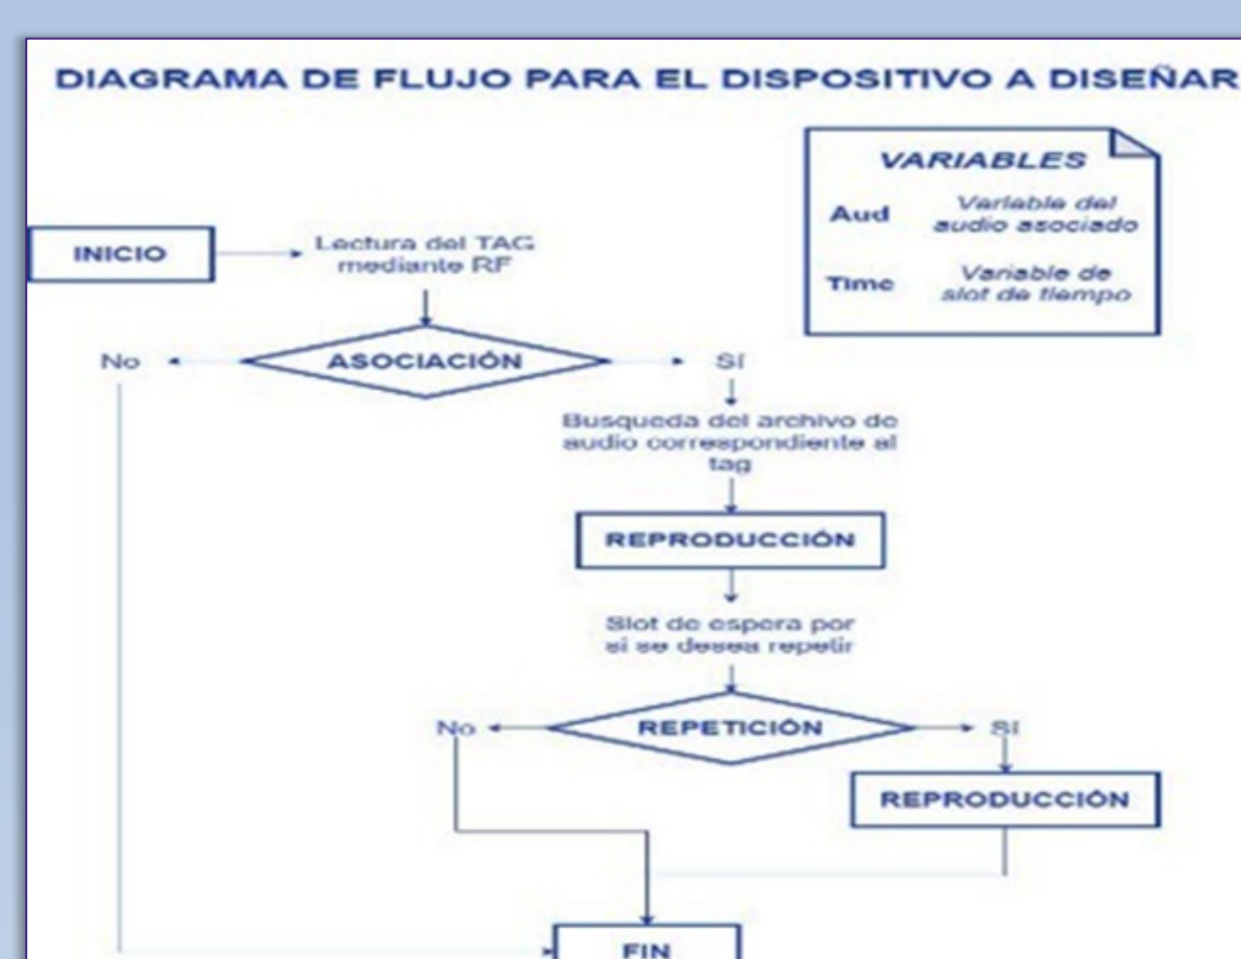 DIAGRAMA DE FLUJO PARA EL DISPOSITIVO A DISEÑAR
VARIABLES
Aud
Variable del
audio asociado
Time
Variable de
slot de tiempo
INICIO
Lectura del TAG
mediante RF
No
ASOCIACIÓN
Sí
Busqueda del archivo de
audio correspondiente al
tag
REPRODUCCIÓN
Slot de espera por
si se desea repetir
No
REPETICIÓN
Sí
REPRODUCCIÓN
FIN